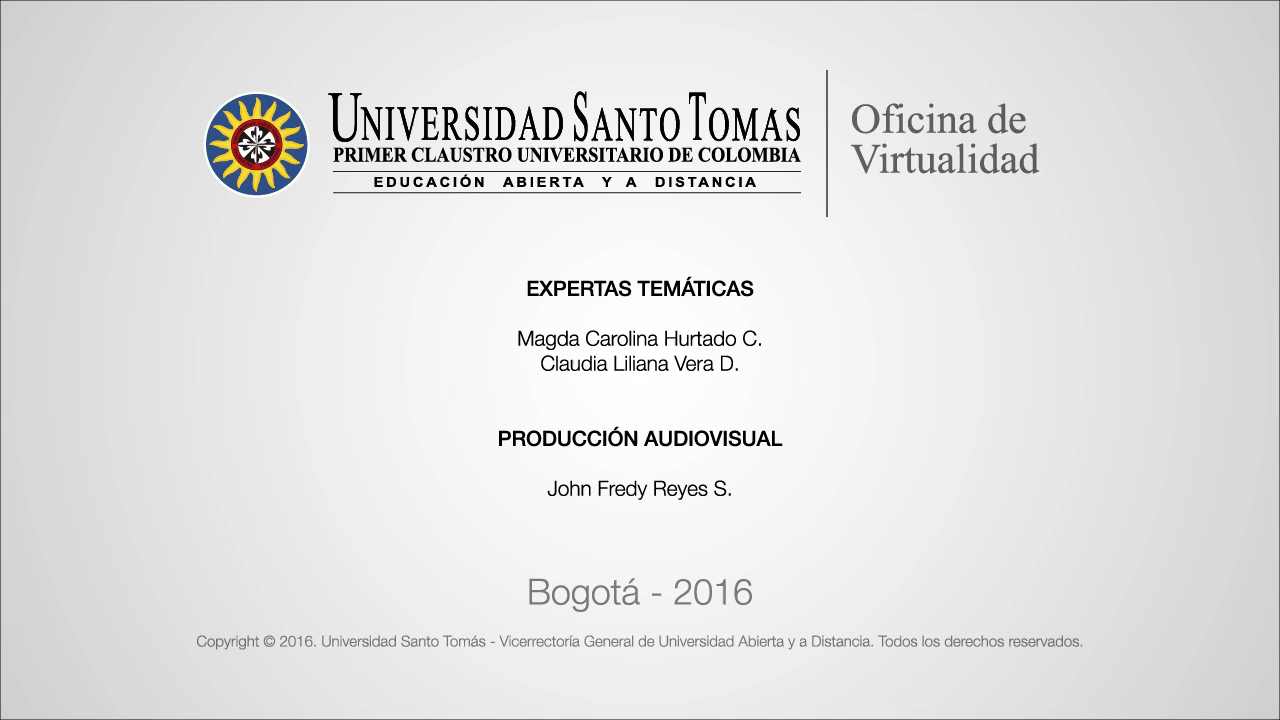 UNIVERSIDAD SANTO TOMAS
PRIMER CLAUSTRO UNIVERSITARIO DE COLOMBIA
EDUCACIÓN ABIERTA Y A DISTANCIA
Oficina de
Virtualidad
EXPERTAS TEMÁTICAS
Magda Carolina Hurtado C.
Claudia Liliana Vera D.
PRODUCCIÓN AUDIOVISUAL
John Fredy Reyes S.
Bogotá - 2016
Copyright © 2016. Universidad Santo Tomás - Vicerrectoría General de Universidad Abierta y a Distancia. Todos los derechos reservados.